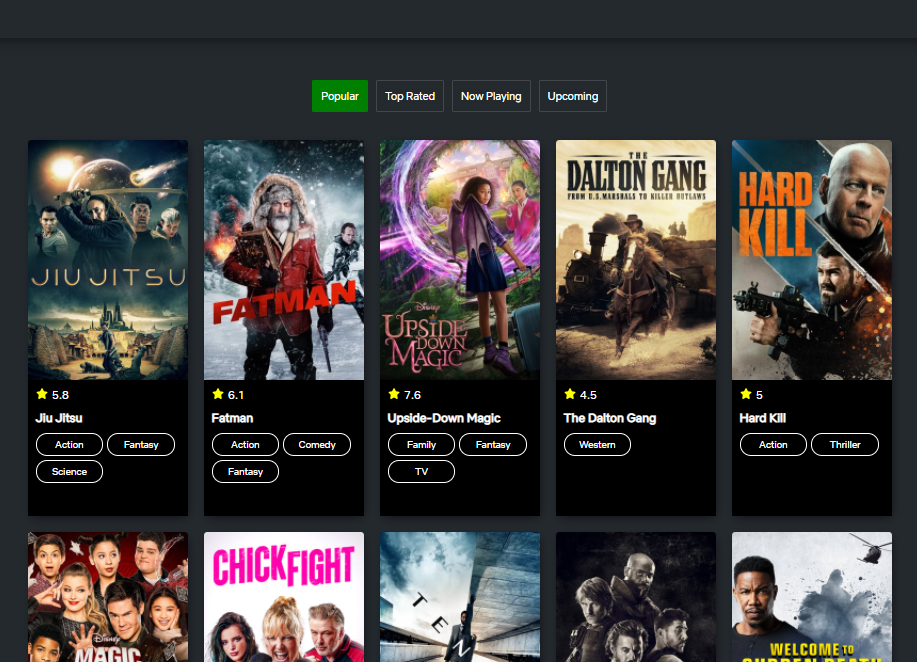 Popular
Top Rated
Now Playing
Upcoming
JIU JITSU
FATMAN
Disney
UPSIDE
DOWN
MAGIC
THE
DALTON GANG
FROM U.S. MARSHALS TO KILLER OUTLAWS
HARD
KILL
5.8
6.1
7.6
4.5
5
Jiu Jitsu
Fatman
Upside-Down Magic
The Dalton Gang
Hard Kill
Action
Fantasy
Science
Action
Comedy
Fantasy
Family
Fantasy
TV
Western
Action
Thriller
Disney
MAGIC
CHICKFIGHT
T
E
N
WELCOME TO
SUDDEN DEATH